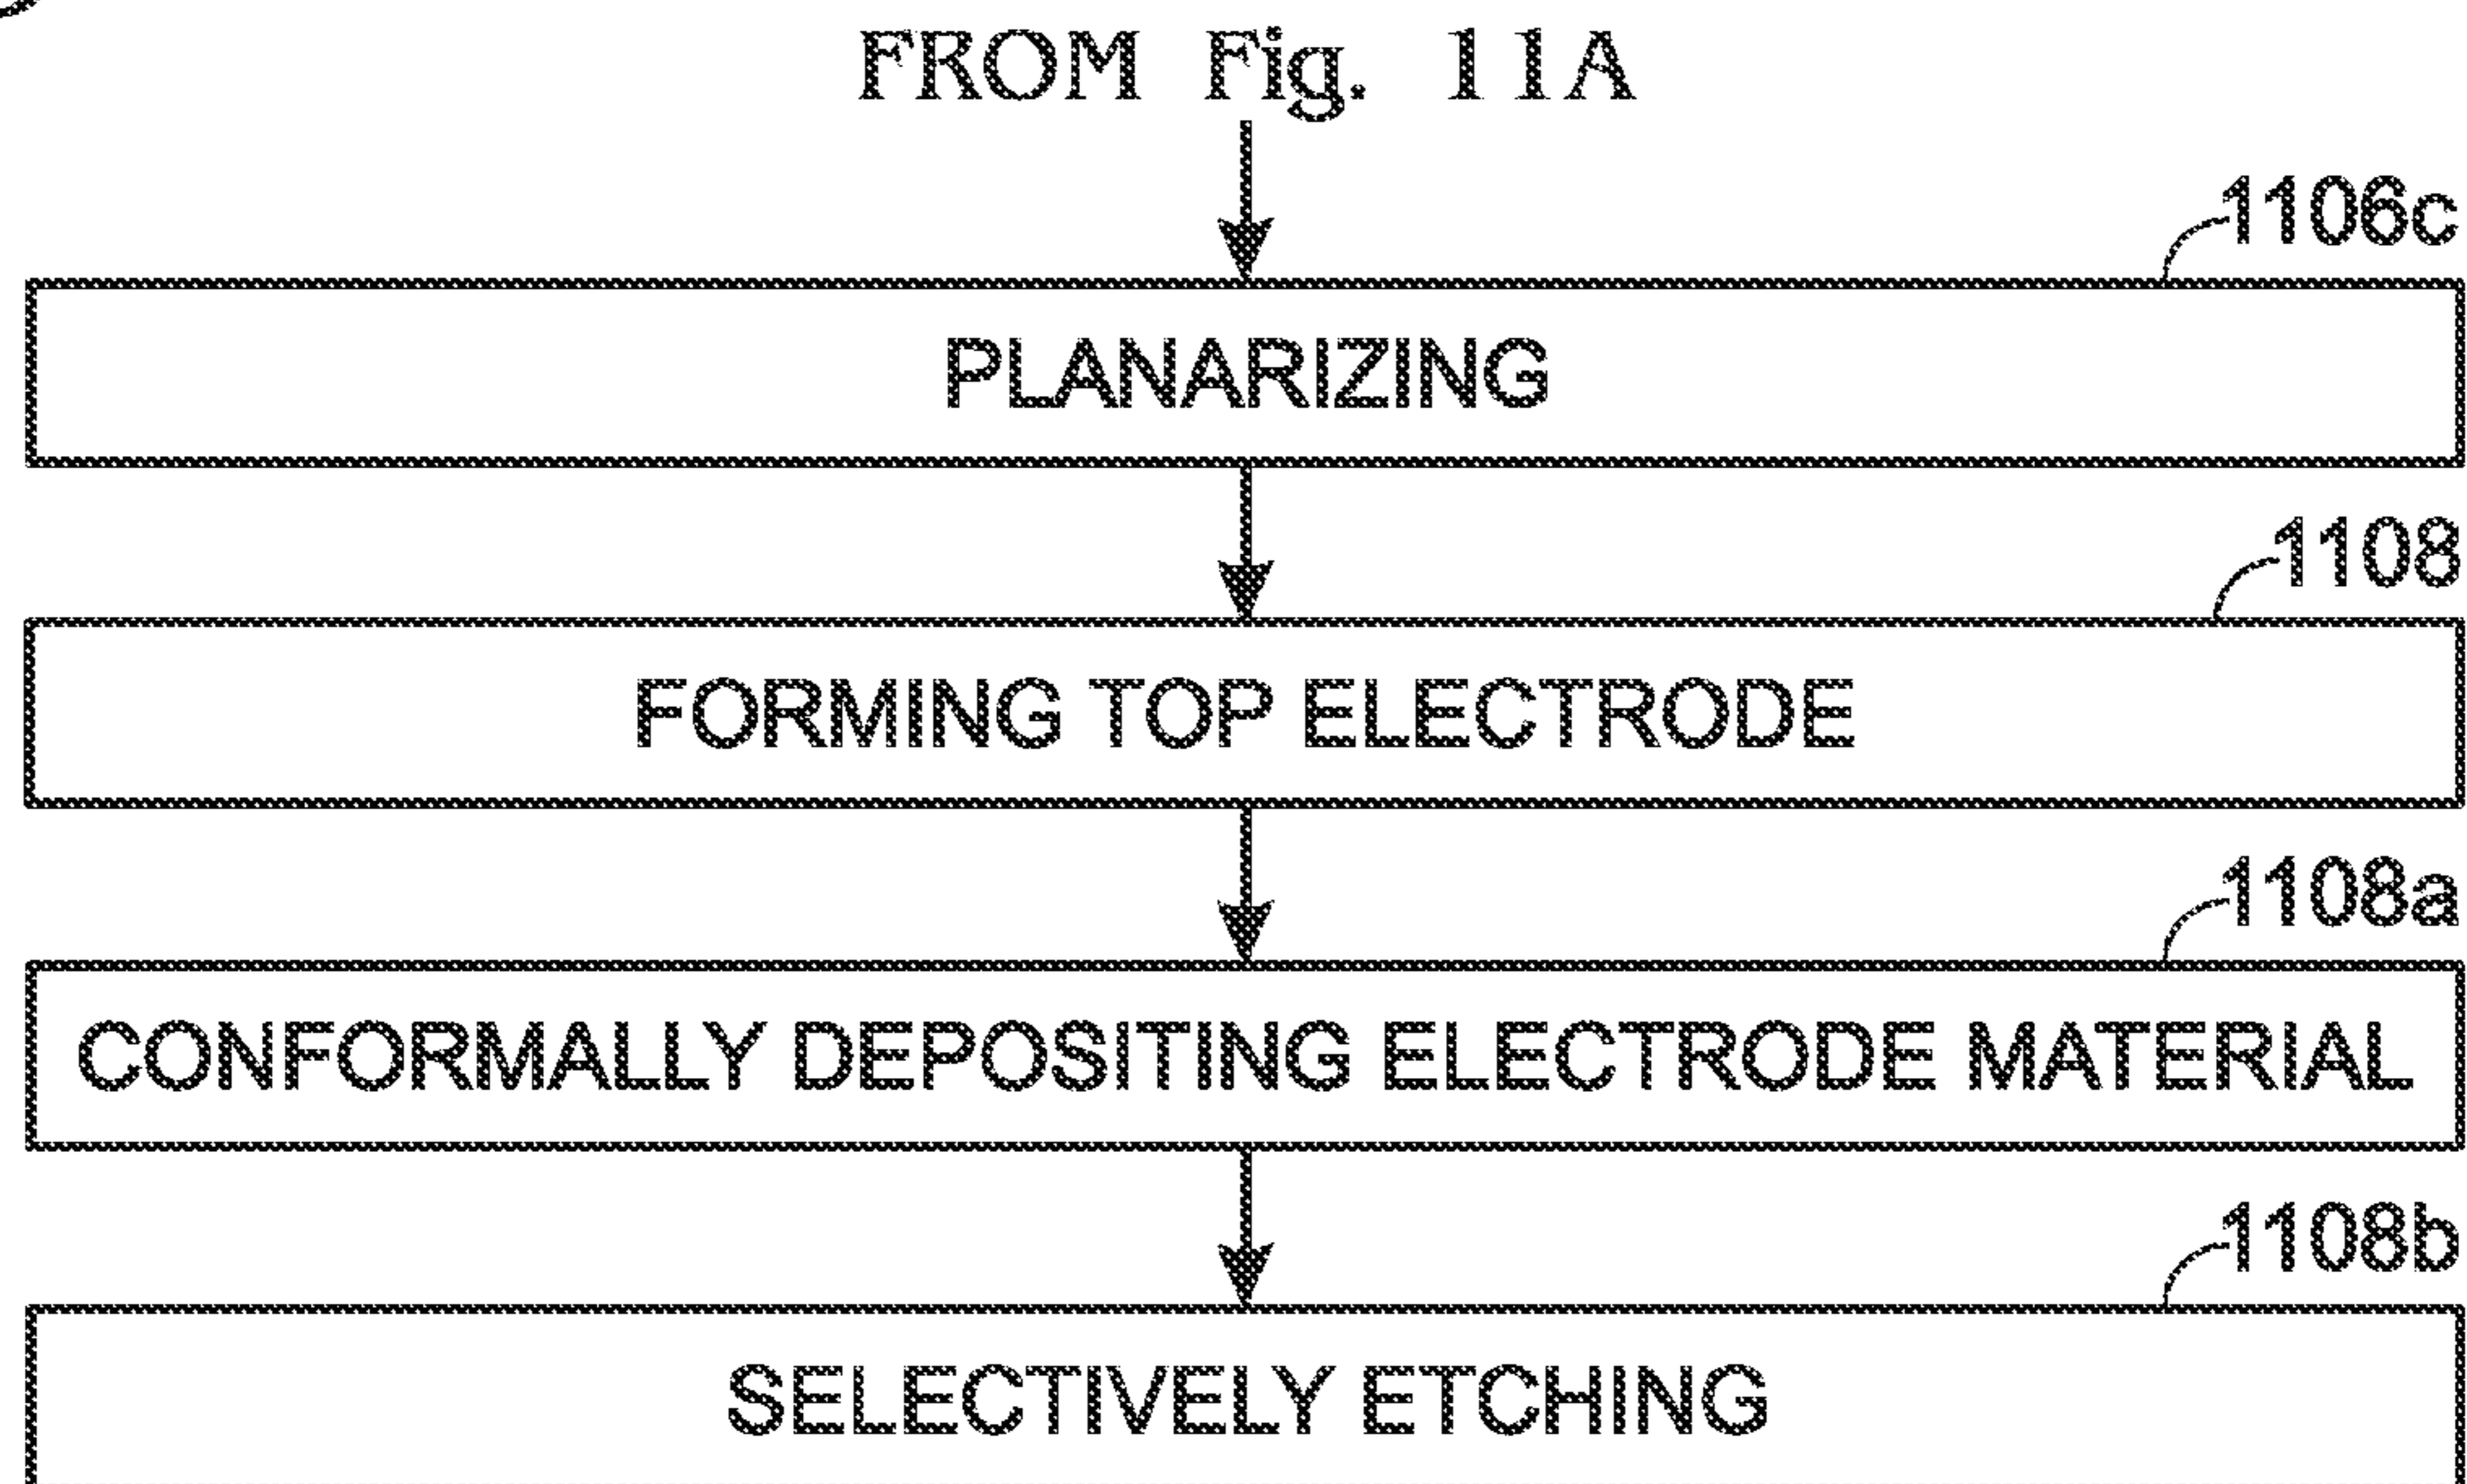 FROM Fig. 11A
1106c
PLANARIZING
1108
FORMING TOP ELECTRODE
1108a
CONFORMALLY DEPOSITING ELECTRODE MATERIAL
1108b
SELECTIVELY ETCHING